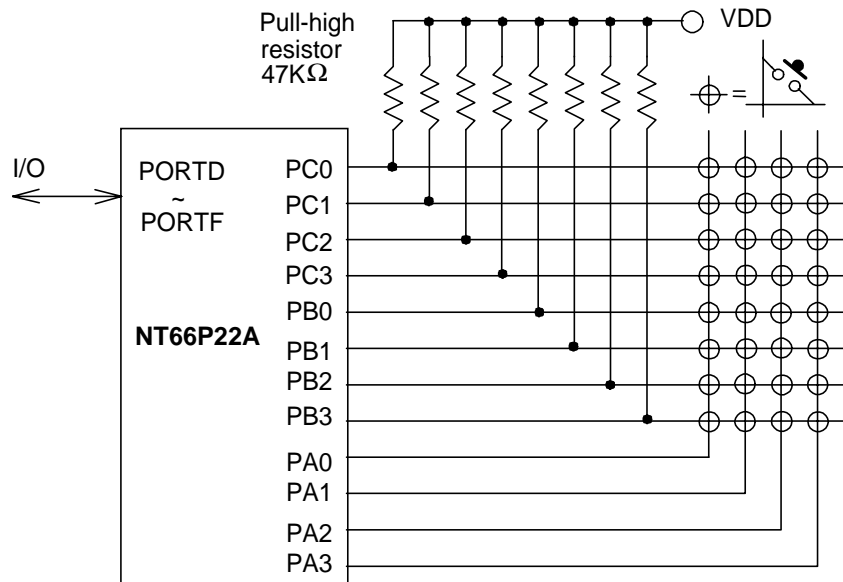 Pull-high
resistor
47KΩ
VDD
=
I/O
PORTD
~
PORTF
NT66P22A
PC0
PC1
PC2
PC3
PB0
PB1
PB2
PB3
PA0
PA1
PA2
PA3